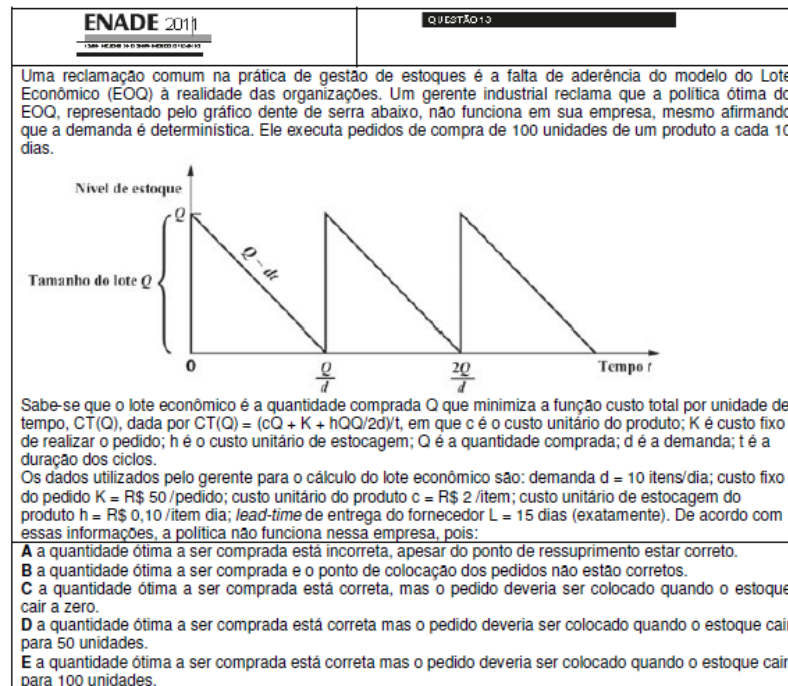 ENADE 2011
QUESTÃO13
Uma reclamação comum na prática de gestão de estoques é a falta de aderência do modelo do Lote
Econômico (EOQ) à realidade das organizações. Um gerente industrial reclama que a política ótima do
EOQ, representado pelo gráfico dente de serra abaixo, não funciona em sua empresa, mesmo afirmando
que a demanda é determinística. Ele executa pedidos de compra de 100 unidades de um produto a cada 10
dias.
Nível de estoque
Q
Q – dt
Tamanho do lote Q
0
Q
d
2Q
d
Tempo t
Sabe-se que o lote econômico é a quantidade comprada Q que minimiza a função custo total por unidade de
tempo, CT(Q), dada por CT(Q) = (cQ + K + hQQ/2d)/t, em que c é o custo unitário do produto; K é custo fixo
de realizar o pedido; h é o custo unitário de estocagem; Q é a quantidade comprada; d é a demanda; t é a
duração dos ciclos.
Os dados utilizados pelo gerente para o cálculo do lote econômico são: demanda d = 10 itens/dia; custo fixo
do pedido K = R$ 50 /pedido; custo unitário do produto c = R$ 2 /item; custo unitário de estocagem do
produto h = R$ 0,10 /item dia; lead-time de entrega do fornecedor L = 15 dias (exatamente). De acordo com
essas informações, a política não funciona nessa empresa, pois:
A a quantidade ótima a ser comprada está incorreta, apesar do ponto de ressuprimento estar correto.
B a quantidade ótima a ser comprada e o ponto de colocação dos pedidos não estão corretos.
C a quantidade ótima a ser comprada está correta, mas o pedido deveria ser colocado quando o estoque
cair a zero.
D a quantidade ótima a ser comprada está correta mas o pedido deveria ser colocado quando o estoque cair
para 50 unidades.
E a quantidade ótima a ser comprada está correta mas o pedido deveria ser colocado quando o estoque cair
para 100 unidades.